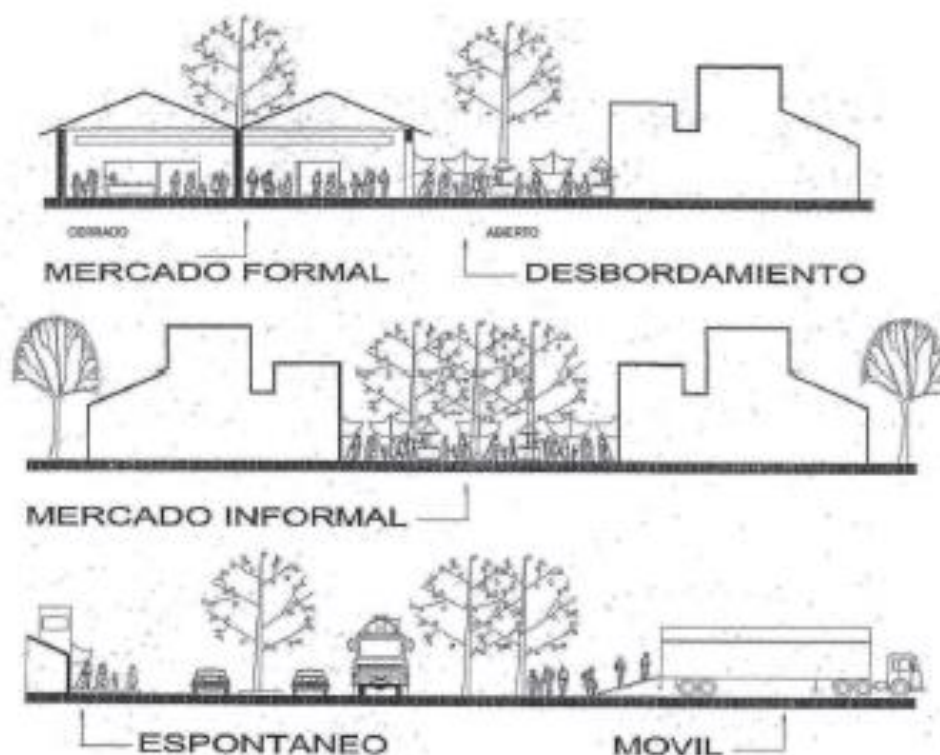 CERRADO
ABIERTO
MERCADO FORMAL
DESBORDAMIENTO
MERCADO INFORMAL
ESPONTANEO
MOVIL